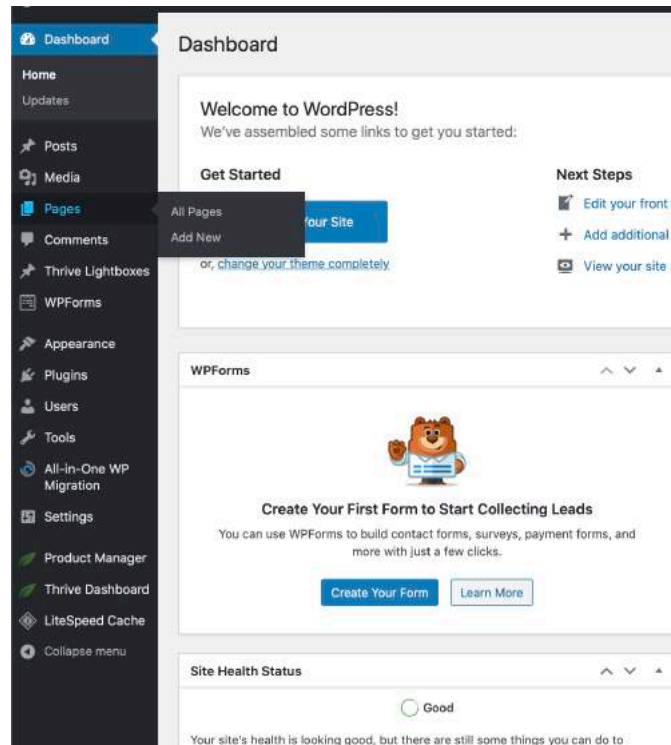 Dashboard
Home
Updates
Posts
Media
Pages
Comments
Thrive Lightboxes
WPForms
Appearance
Plugins
Users
Tools
All-in-One WP
Migration
Settings
Product Manager
Thrive Dashboard
LiteSpeed Cache
Collapse menu
All Pages
Add New
Dashboard
Welcome to WordPress!
We've assembled some links to get you started:
Get Started
Your Site
or, change your theme completely
Next Steps
Edit your front
Add additional
View your site
WPForms
Create Your First Form to Start Collecting Leads
You can use WPForms to build contact forms, surveys, payment forms, and
more with just a few clicks.
Create Your Form
Learn More
Site Health Status
Good
Your site's health is looking good, but there are still some things you can do to